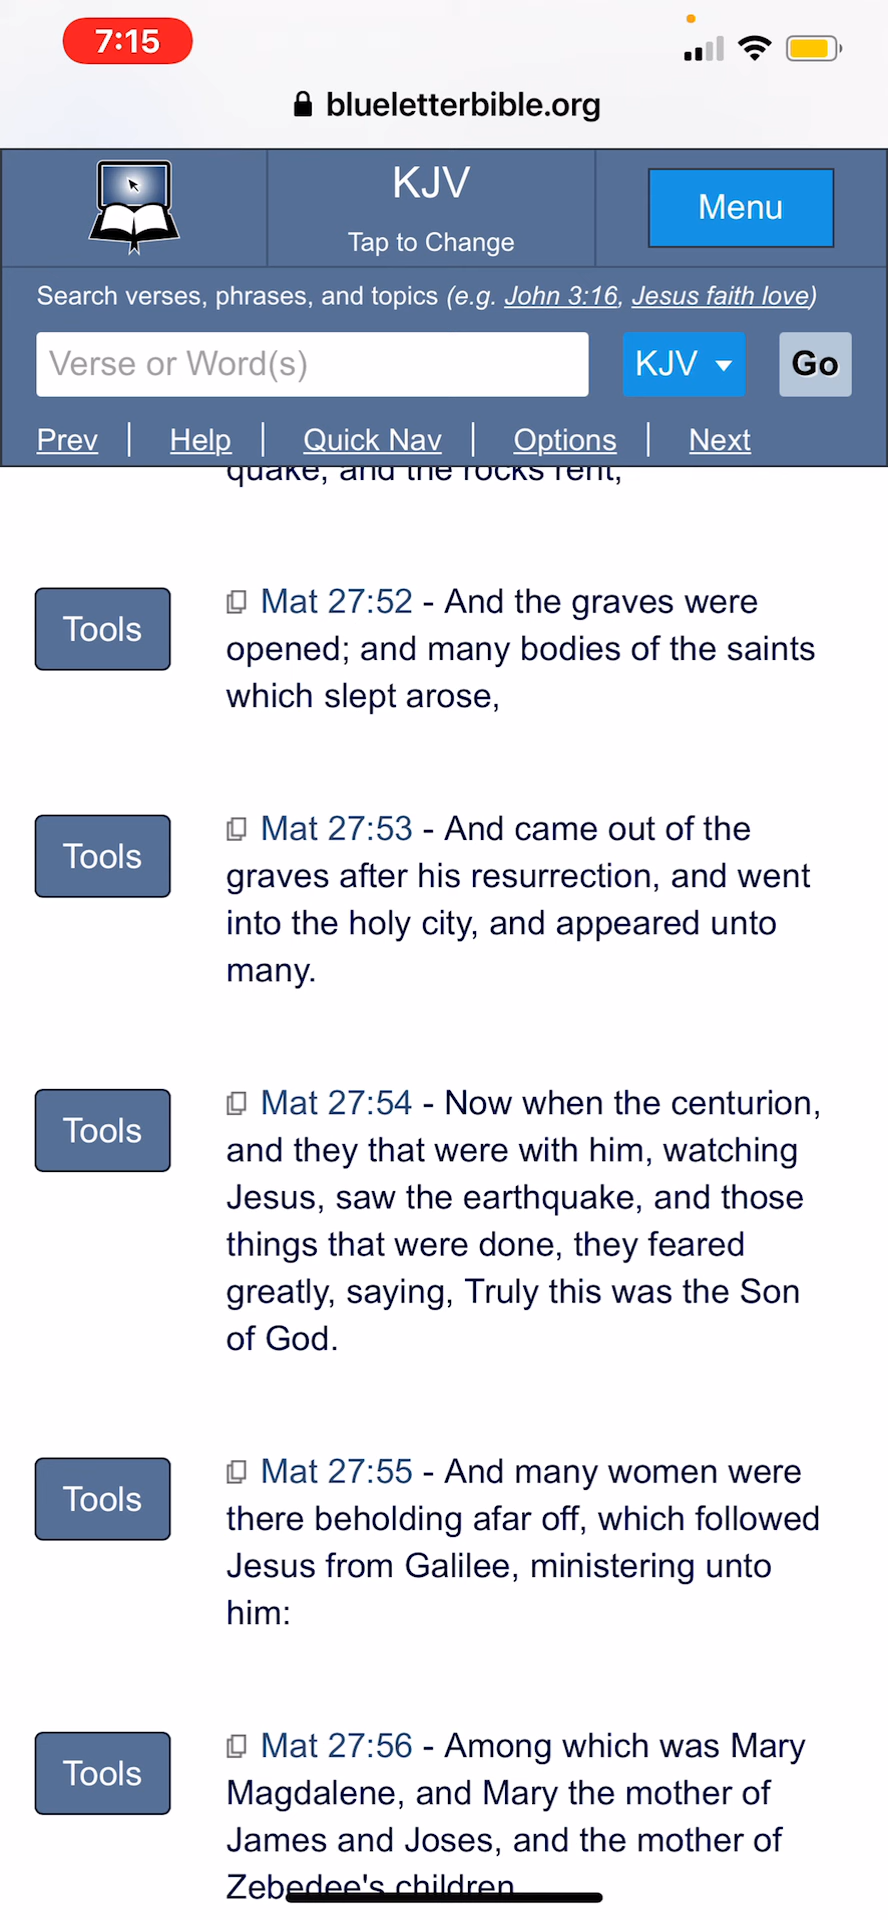 7:15
blueletterbible.org
KJV
Tap to Change
Menu
Search verses, phrases, and topics (e.g. John 3:16, Jesus faith love)
Verse or Word(s)
KJV
Go
Prev | Help | Quick Nav | Options | Next
quake, and the rocks rent,
Tools
Mat 27:52 - And the graves were
opened; and many bodies of the saints
which slept arose,
Tools
Mat 27:53 - And came out of the
graves after his resurrection, and went
into the holy city, and appeared unto
many.
Tools
Mat 27:54 - Now when the centurion,
and they that were with him, watching
Jesus, saw the earthquake, and those
things that were done, they feared
greatly, saying, Truly this was the Son
of God.
Tools
Mat 27:55 - And many women were
there beholding afar off, which followed
Jesus from Galilee, ministering unto
him:
Tools
Mat 27:56 - Among which was Mary
Magdalene, and Mary the mother of
James and Joses, and the mother of
Zebedee's children